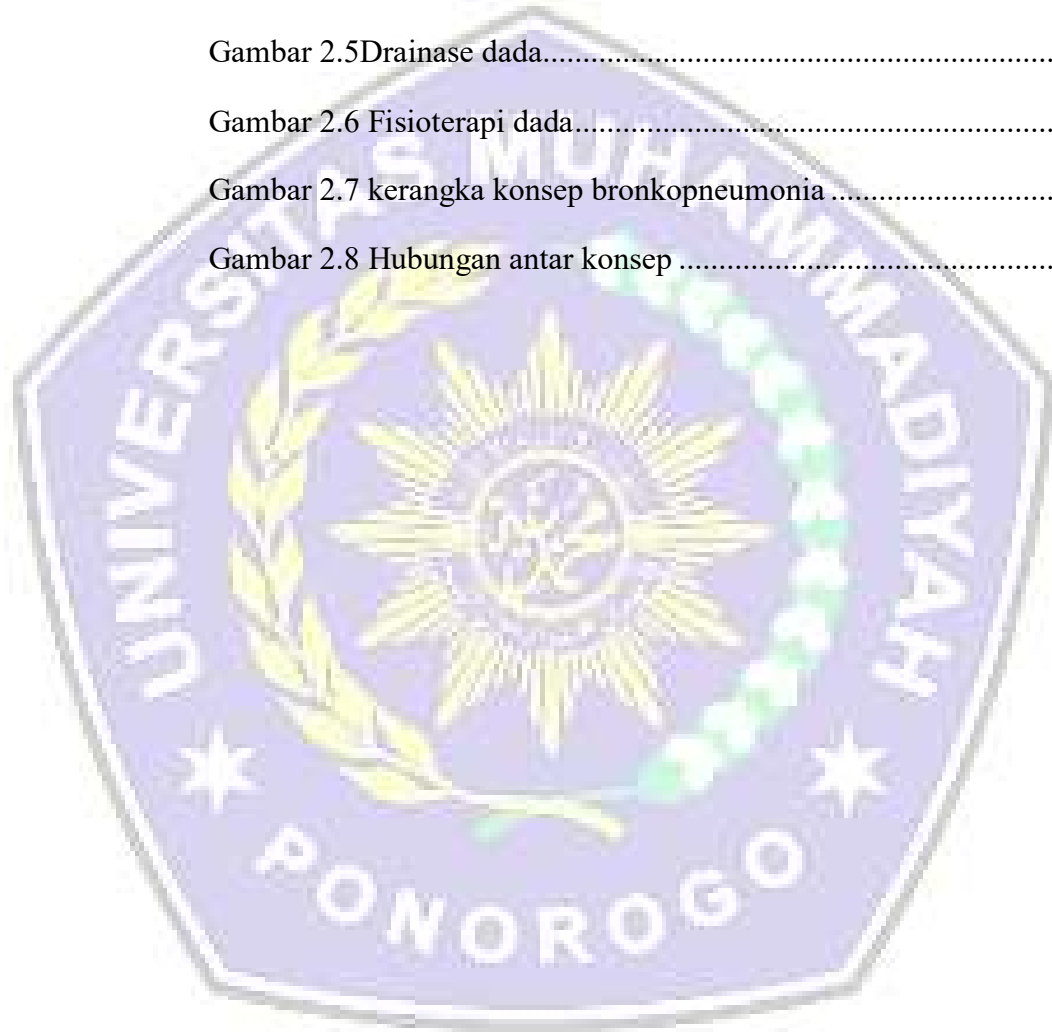 Gambar 2.5Drainase dada..........................................................
Gambar 2.6 Fisioterapi dada......................................................
Gambar 2.7 kerangka konsep bronkopneumonia ...........................
Gambar 2.8 Hubungan antar konsep .............................................
UNIVERSITAS MUHAMMADIYAH
PONOROGO